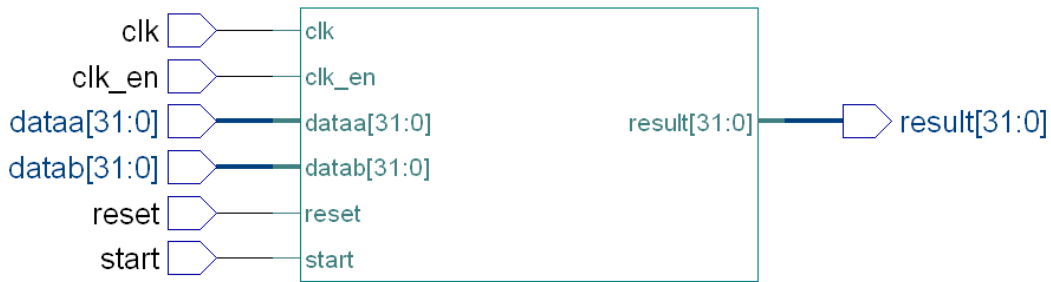 clk clk
clk_en clk_en
dataa[31:0] dataa[31:0] result[31:0] result[31:0]
datab[31:0] datab[31:0]
reset reset
start start